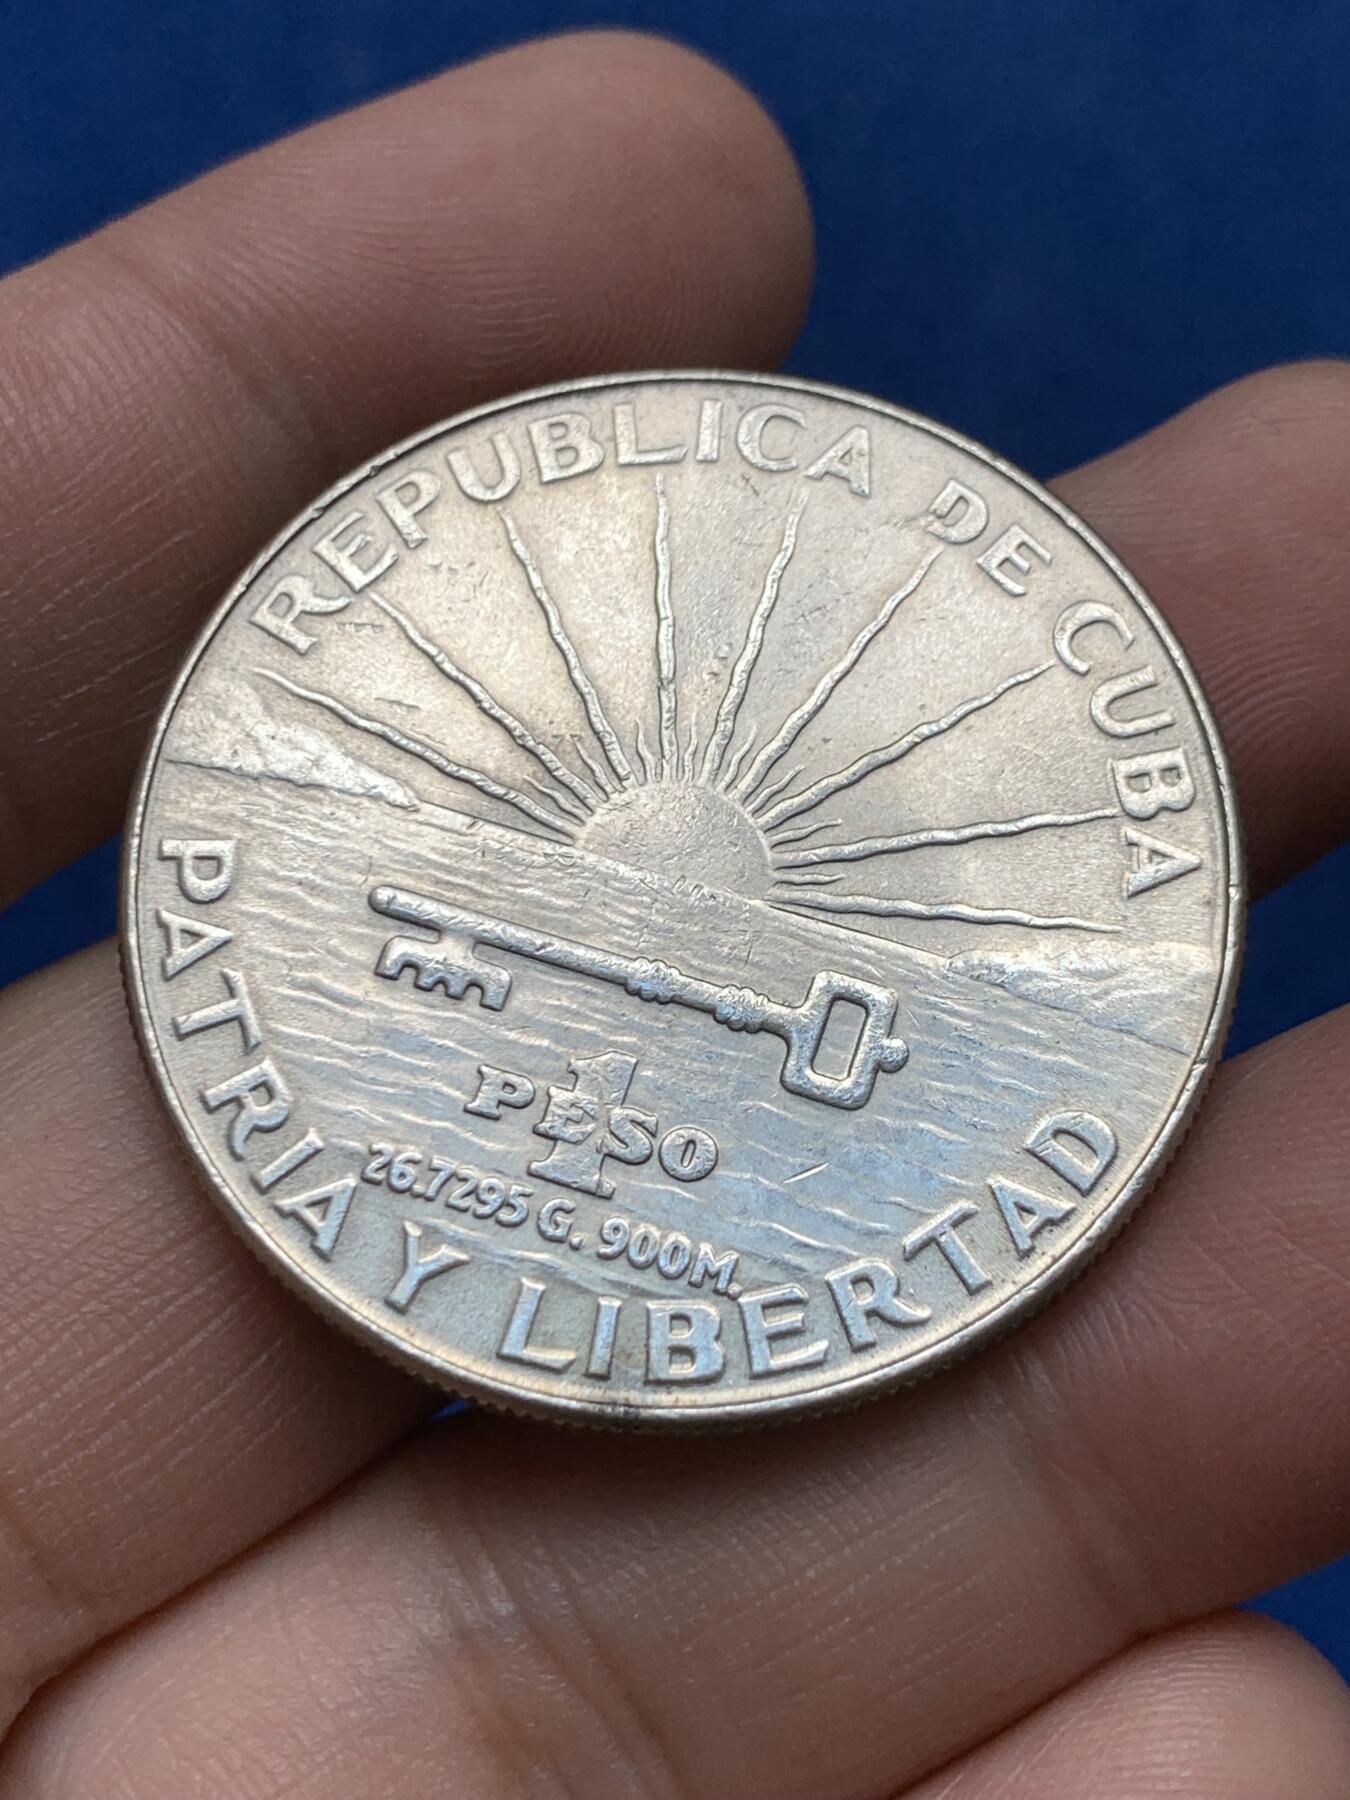 REPUBLICA DE CUBA
1
PESO
26.7295 G. 900M.
PATRIA Y LIBERTAD